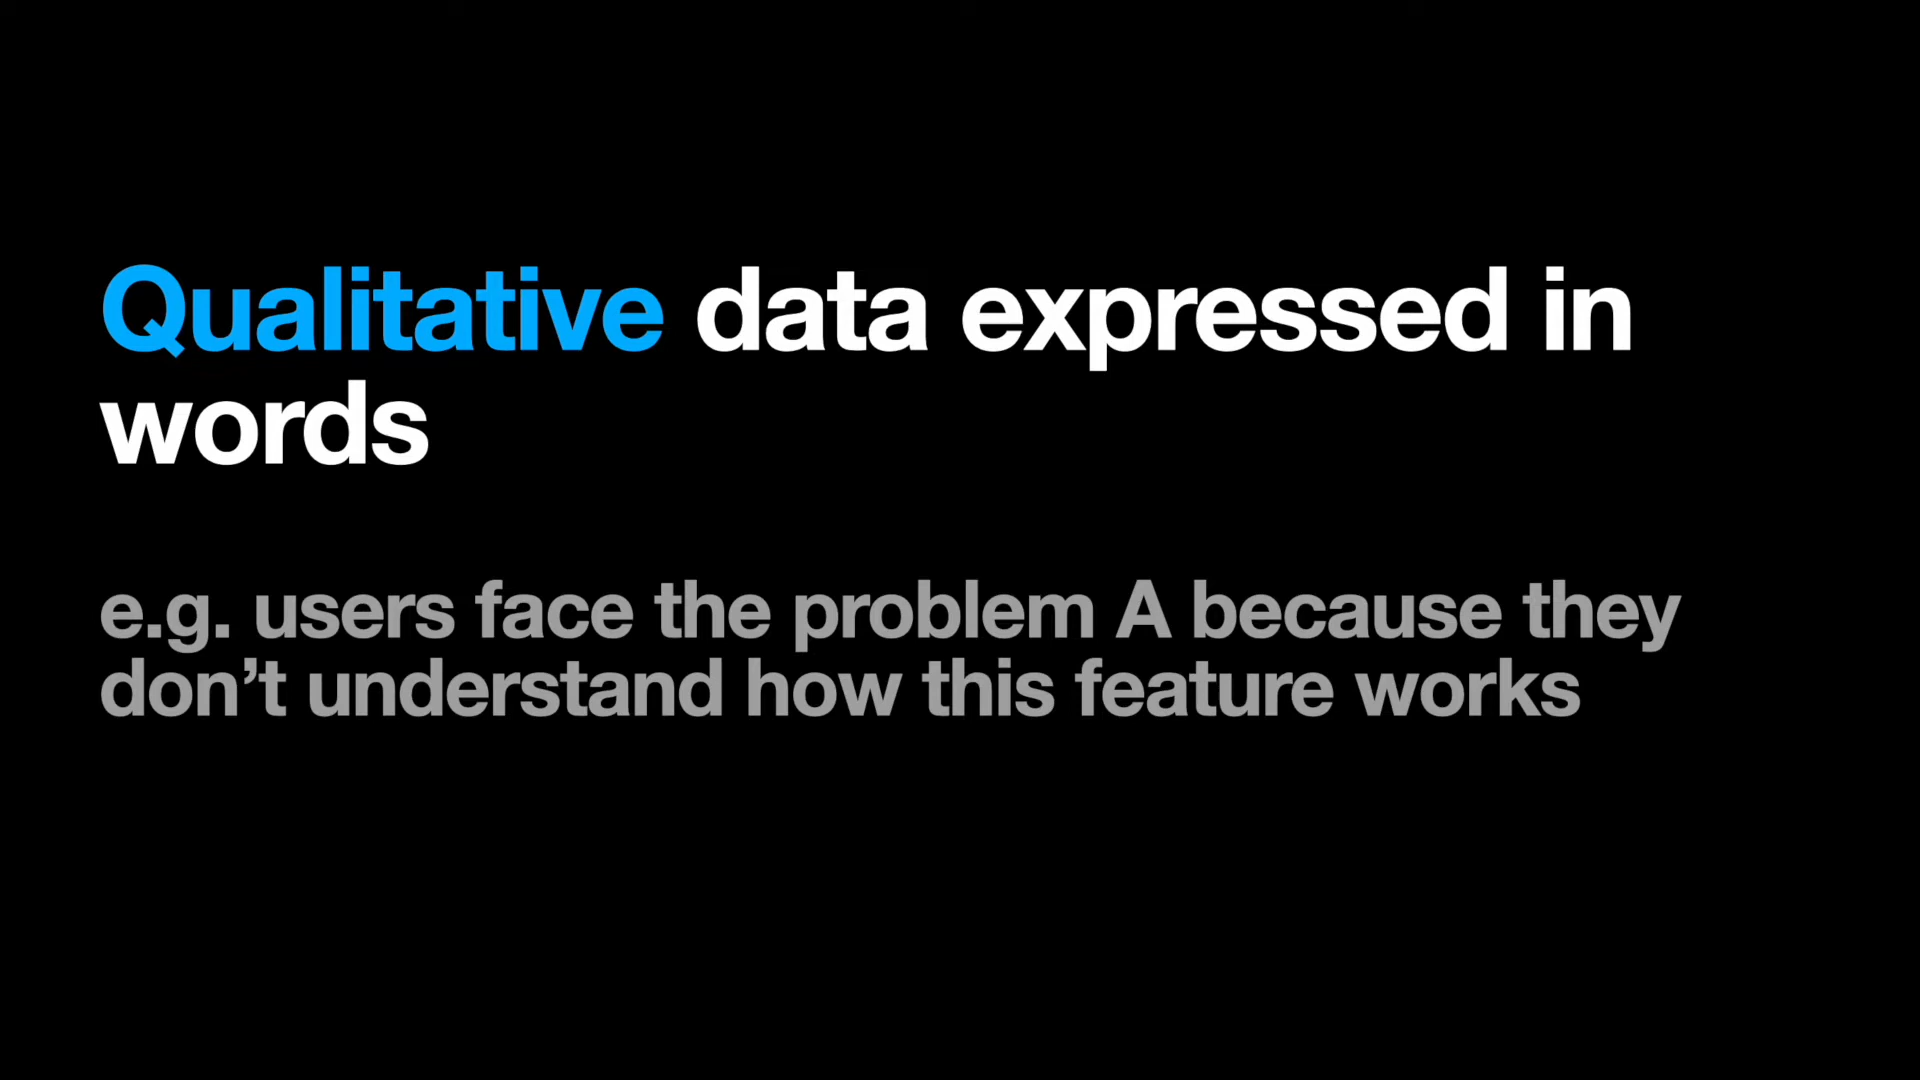 Qualitative data expressed in
words
e.g. users face the problem A because they
don’t understand how this feature works